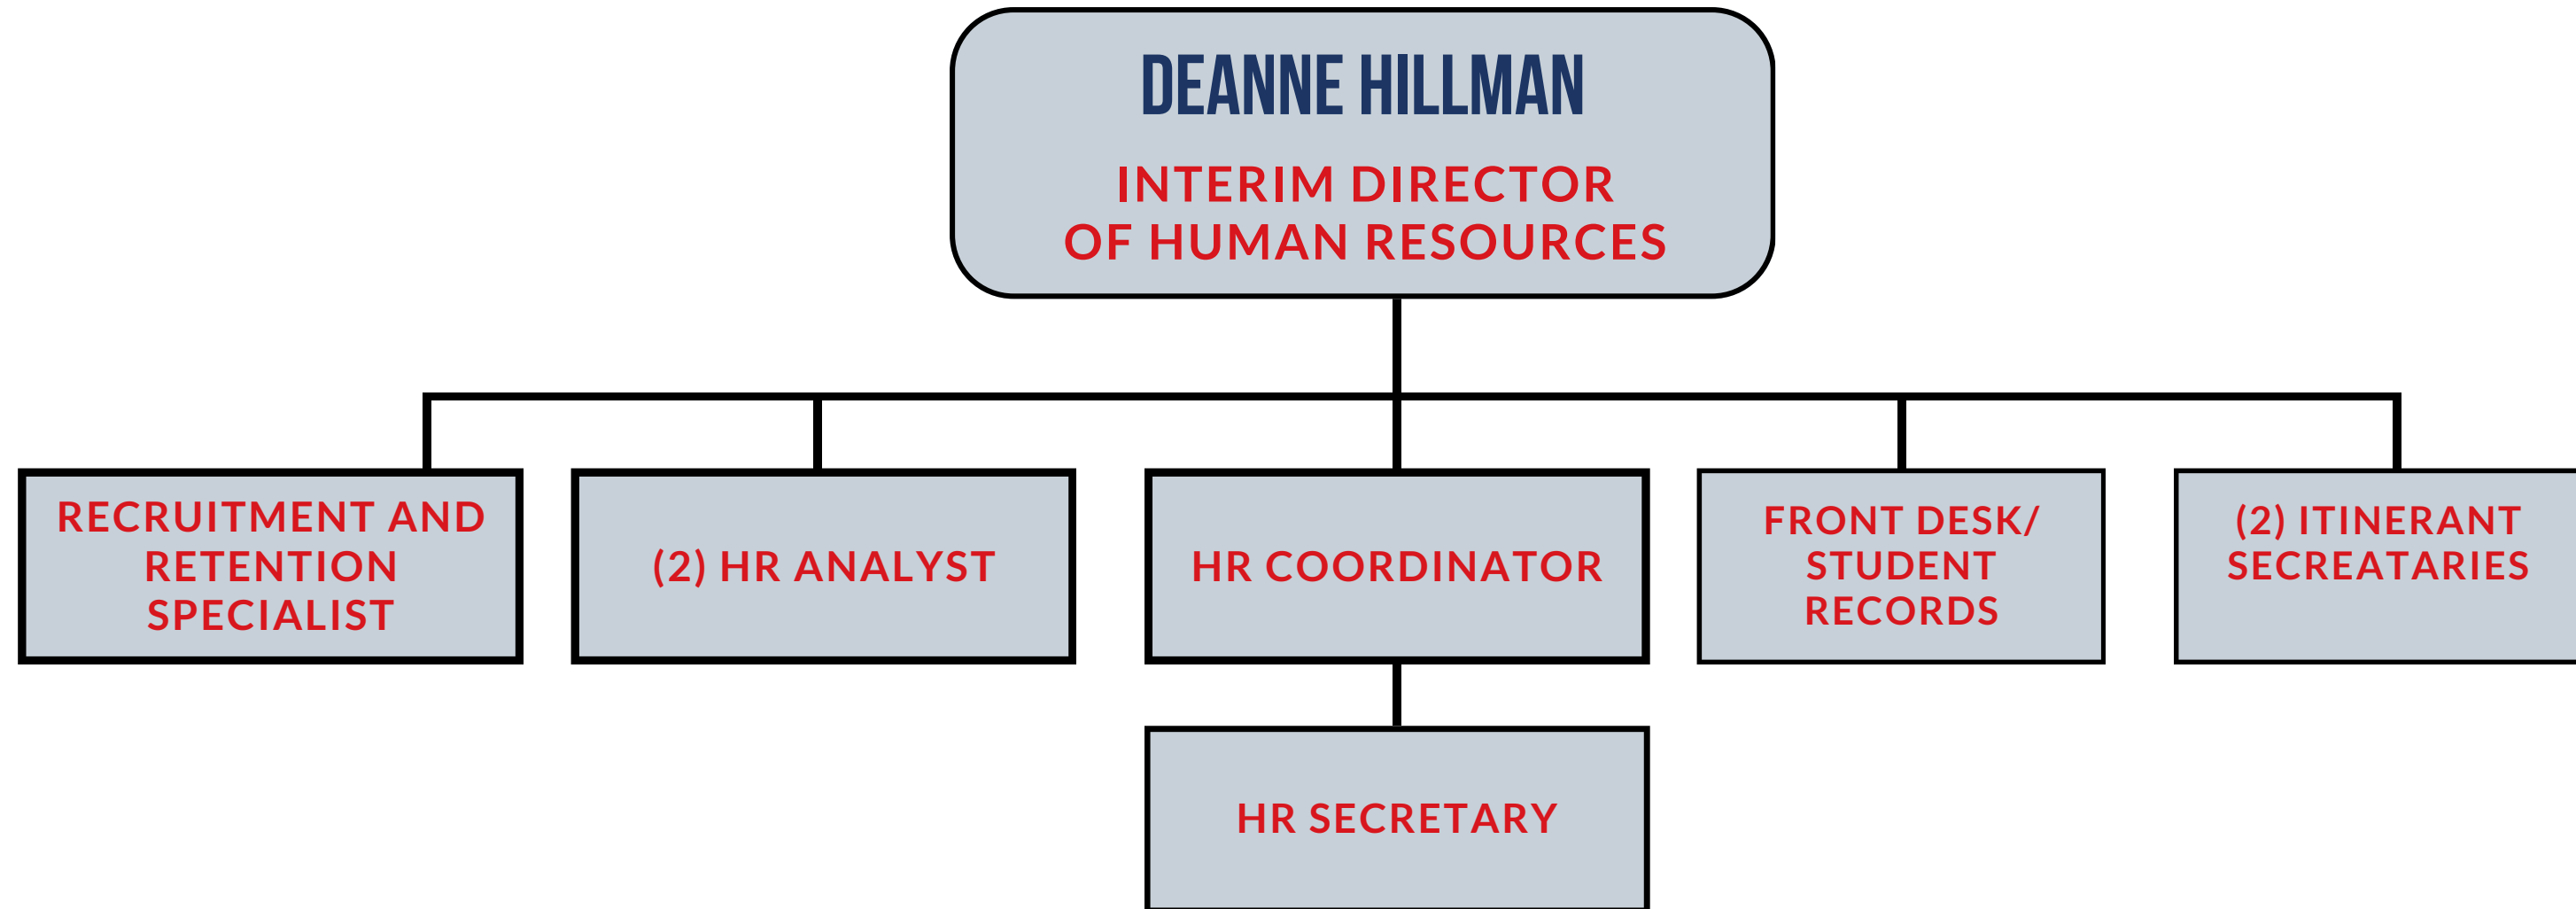 DEANNE HILLMAN
INTERIM DIRECTOR
OF HUMAN RESOURCES
RECRUITMENT AND
RETENTION
SPECIALIST
(2) HR ANALYST
HR COORDINATOR
FRONT DESK/
STUDENT
RECORDS
(2) ITINERANT
SECREATARIES
HR SECRETARY